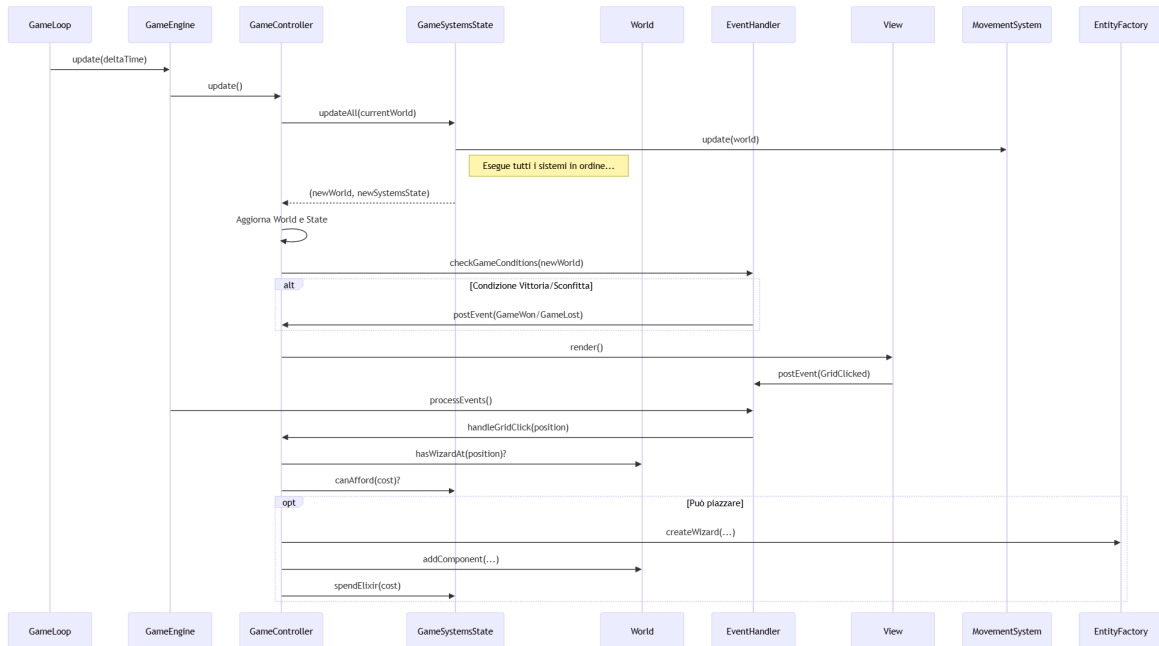 GameLoop
GameEngine
GameController
GameSystemsState
World
EventHandler
View
MovementSystem
EntityFactory
update(deltaTime)
update()
updateAll(currentWorld)
update(world)
Esegue tutti i sistemi in ordine...
(newWorld, newSystemsState)
Aggiorna World e State
checkGameConditions(newWorld)
alt
[Condizione Vittoria/Sconfitta]
postEvent(GameWon/GameLost)
render()
postEvent(GridClicked)
processEvents()
handleGridClick(position)
hasWizardAt(position)?
canAfford(cost)?
opt
[Può piazzare]
createWizard(...)
addComponent(...)
spendElixir(cost)
GameLoop
GameEngine
GameController
GameSystemsState
World
EventHandler
View
MovementSystem
EntityFactory